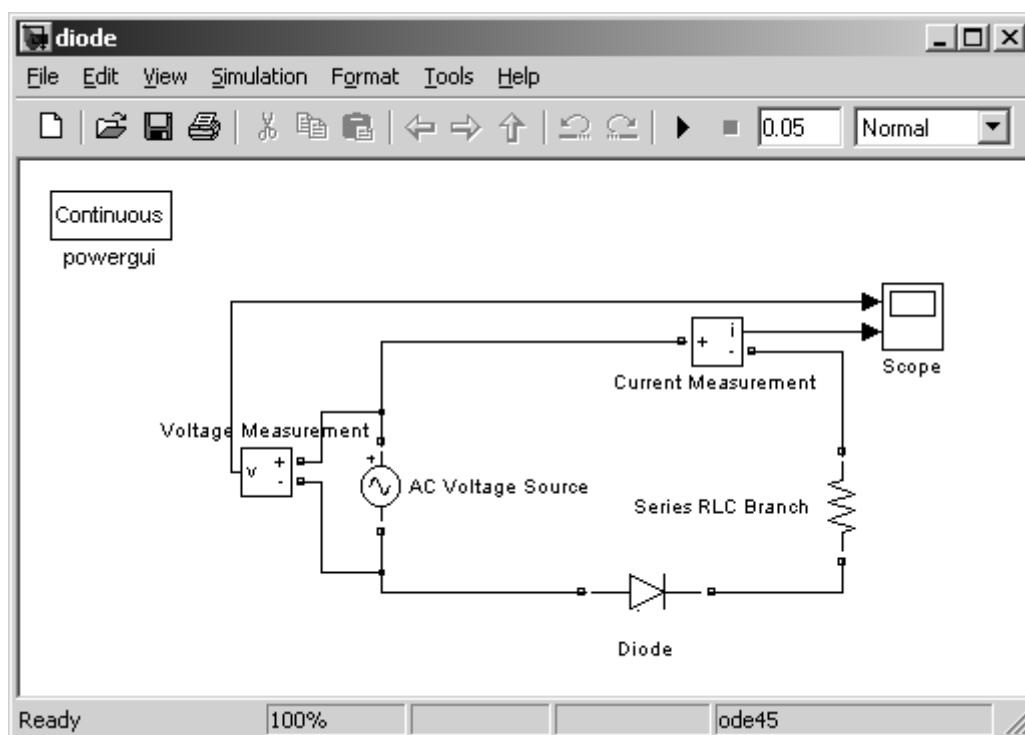 diode
File Edit View Simulation Format Tools Help
0.05 Normal
Continuous
powergui
i
+
-
Scope
Current Measurement
Voltage Measurement
+
v
-
+
AC Voltage Source
Series RLC Branch
Diode
Ready 100% ode45